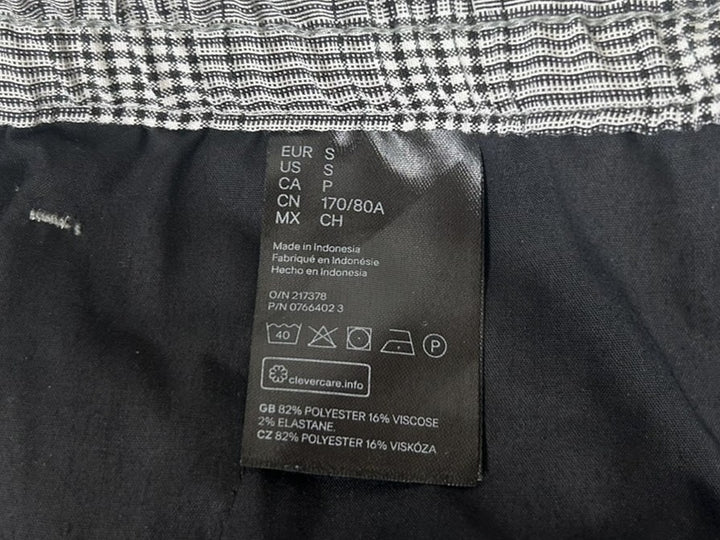 EUR S
US S
CA P
CN 170/80A
MX CH
Made in Indonesia
Fabriqué en Indonésie
Hecho en Indonesia
O/N 217378
P/N 0766402 3
40
P
clevercare.info
GB 82% POLYESTER 16% VISCOSE
2% ELASTANE.
CZ 82% POLYESTER 16% VISKÓZA